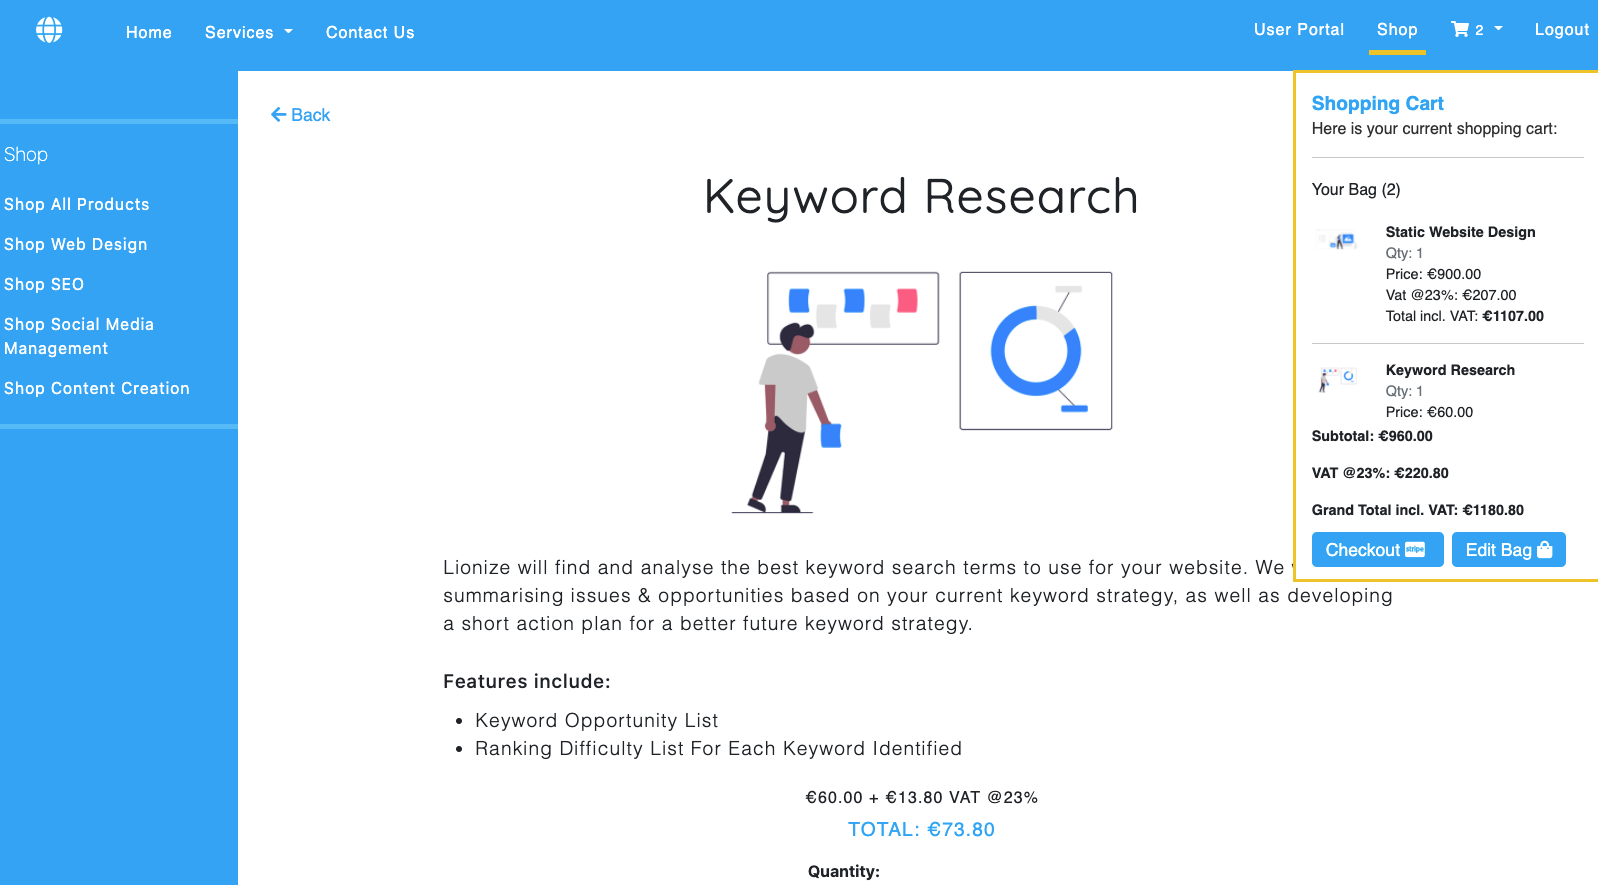 Home
Services
Contact Us
User Portal
Shop
2
Logout
Shop
Shop All Products
Shop Web Design
Shop SEO
Shop Social Media
Management
Shop Content Creation
Back
Keyword Research
Lionize will find and analyse the best keyword search terms to use for your website. We
summarising issues & opportunities based on your current keyword strategy, as well as developing
a short action plan for a better future keyword strategy.
Features include:
Keyword Opportunity List
Ranking Difficulty List For Each Keyword Identified
€60.00 + €13.80 VAT @23%
TOTAL: €73.80
Quantity:
Shopping Cart
Here is your current shopping cart:
Your Bag (2)
Static Website Design
Qty: 1
Price: €900.00
Vat @23%: €207.00
Total incl. VAT: €1107.00
Keyword Research
Qty: 1
Price: €60.00
Subtotal: €960.00
VAT @23%: €220.80
Grand Total incl. VAT: €1180.80
Checkout stripe
Edit Bag